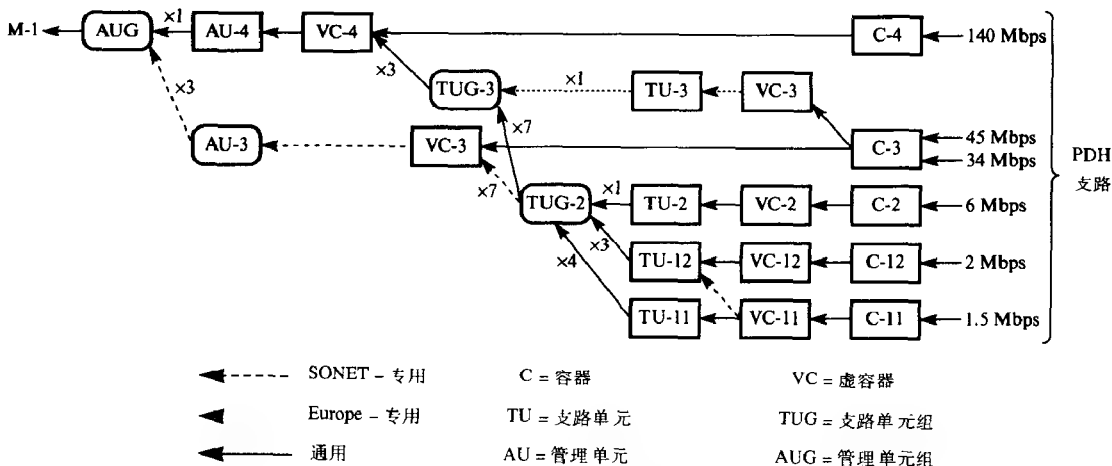 M-1
AUG
×1
AU-4
VC-4
C-4
140 Mbps
×3
×3
TUG-3
×1
TU-3
VC-3
×7
AU-3
VC-3
C-3
45 Mbps
34 Mbps
PDH
支路
×7
TUG-2
×1
TU-2
VC-2
C-2
6 Mbps
×3
×4
TU-12
VC-12
C-12
2 Mbps
TU-11
VC-11
C-11
1.5 Mbps
SONET – 专用 C = 容器 VC = 虚容器
Europe – 专用 TU = 支路单元 TUG = 支路单元组
通用 AU = 管理单元 AUG = 管理单元组